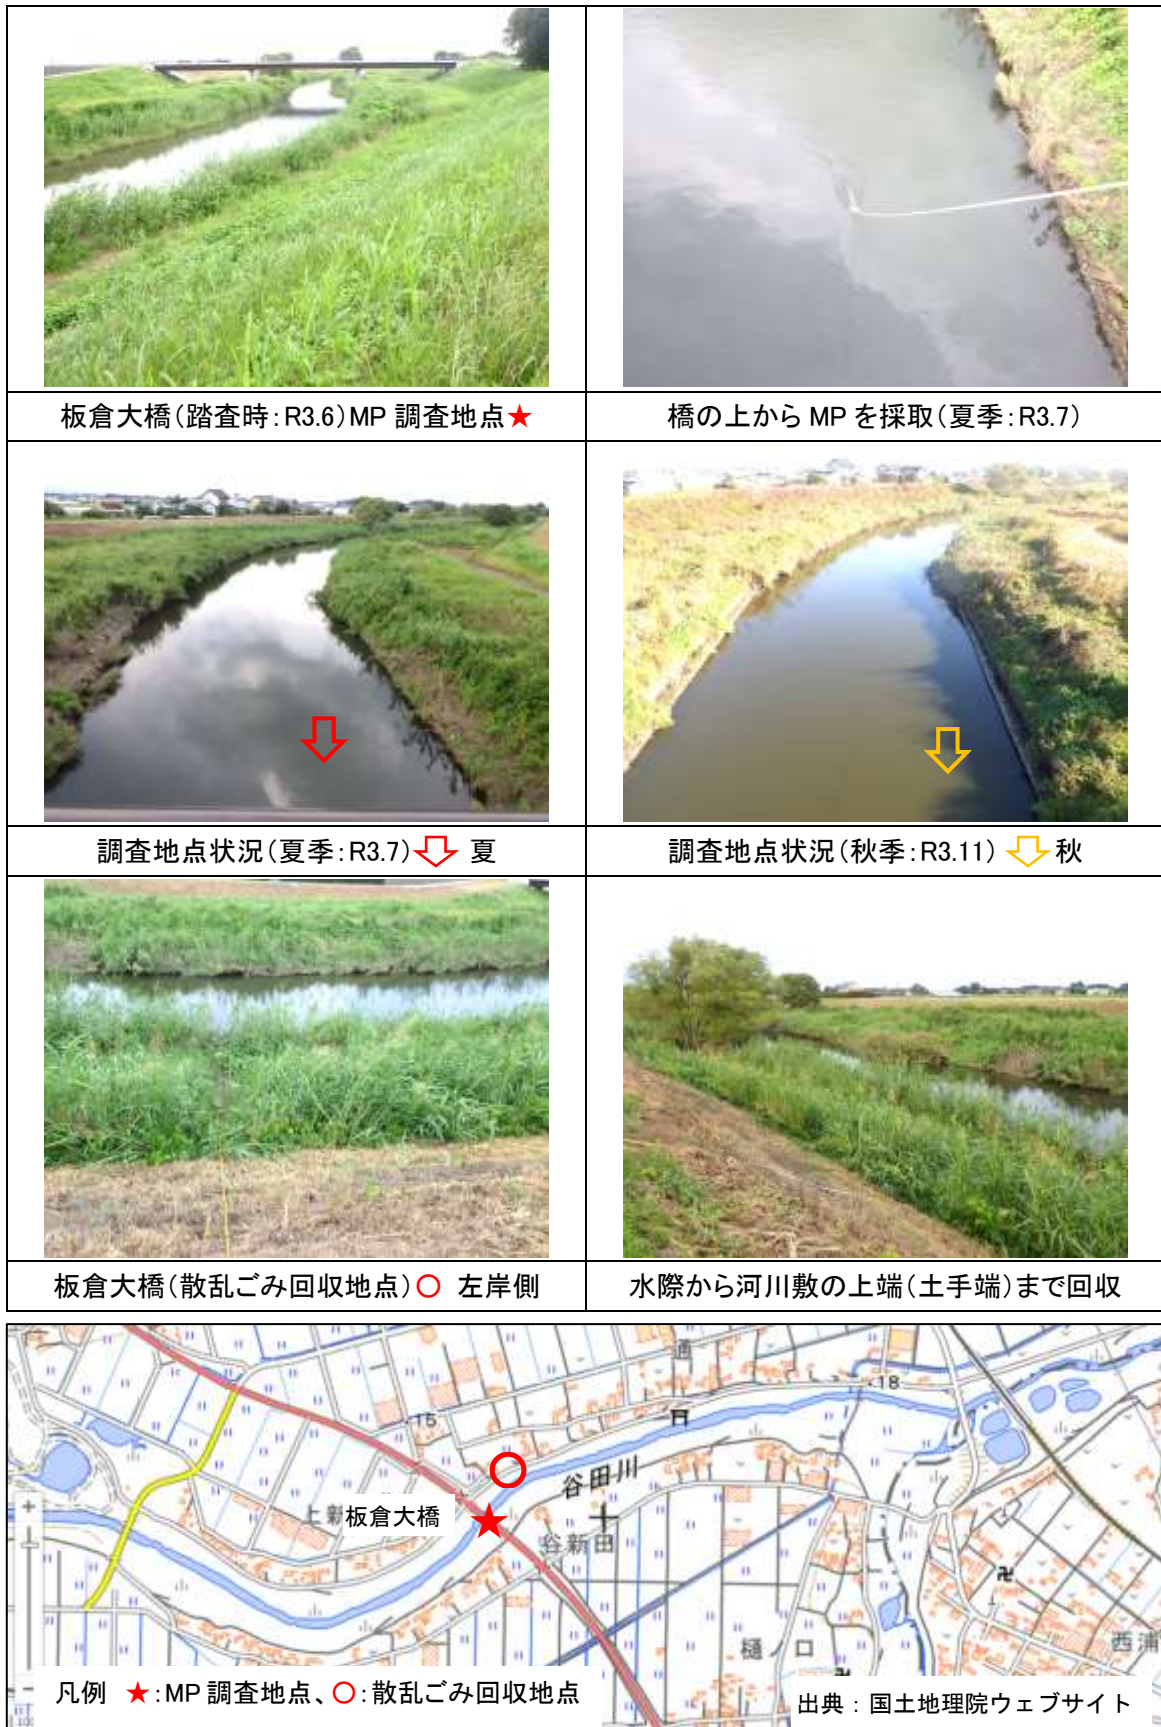 板倉大橋(踏査時:R3.6)MP 調査地点★
橋の上から MP を採取(夏季:R3.7)
調査地点状況(夏季:R3.7) 夏
調査地点状況(秋季:R3.11) 秋
板倉大橋(散乱ごみ回収地点)○ 左岸側
水際から河川敷の上端(土手端)まで回収
通
18
15
谷田川
上新
板倉大橋
谷新田
樋ノ口
西浦
凡例 ★:MP 調査地点、○:散乱ごみ回収地点
出典:国土地理院ウェブサイト